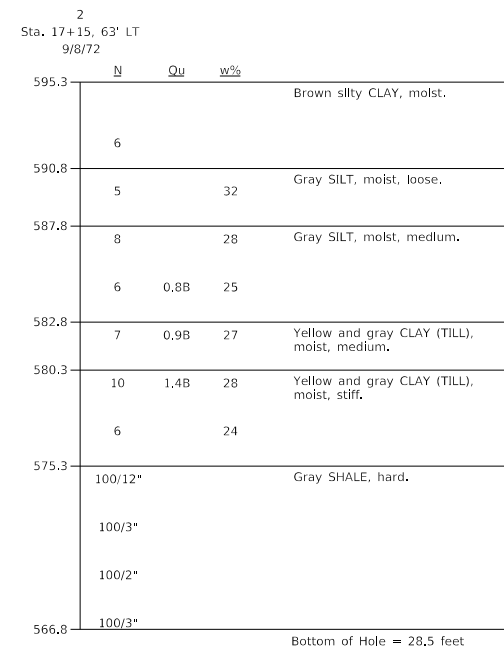 2
Sta. 17+15, 63' LT
9/8/72
N Qu w%
595.3
Brown silty CLAY, moist.
6
590.8
5 32 Gray SILT, moist, loose.
587.8
8 28 Gray SILT, moist, medium.
6 0.8B 25
582.8
7 0.9B 27 Yellow and gray CLAY (TILL),
moist, medium.
580.3
10 1.4B 28 Yellow and gray CLAY (TILL),
moist, stiff.
6 24
575.3
100/12" Gray SHALE, hard.
100/3"
100/2"
100/3"
566.8
Bottom of Hole = 28.5 feet